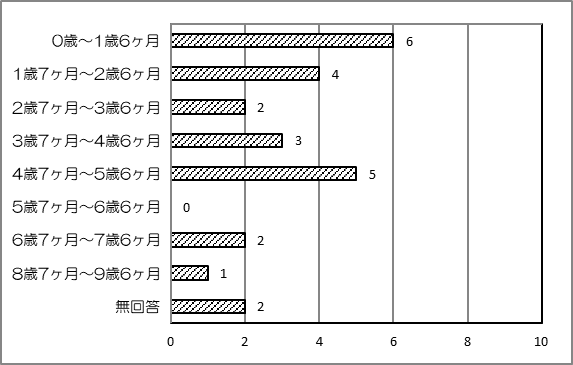 0歳～1歳6ヶ月 6
1歳7ヶ月～2歳6ヶ月 4
2歳7ヶ月～3歳6ヶ月 2
3歳7ヶ月～4歳6ヶ月 3
4歳7ヶ月～5歳6ヶ月 5
5歳7ヶ月～6歳6ヶ月 0
6歳7ヶ月～7歳6ヶ月 2
8歳7ヶ月～9歳6ヶ月 1
無回答 2
0 2 4 6 8 10